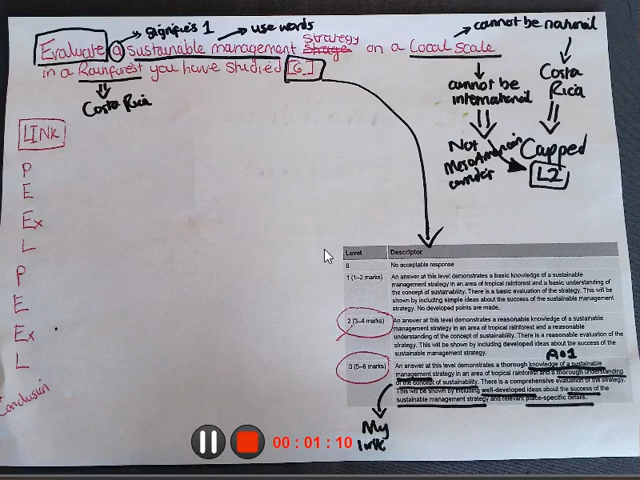 signifies 1
use words
cannot be national
Evaluate a sustainable management strategy on a local scale
in a Rainforest you have studied [6]
Costa Rica
cannot be international
Costa Rica
Not Mesoamerican
Capped
L2
LINK
P
E
Ex
L
P
E
Ex
L
Conclusion
Level Descriptor
0 No acceptable response
1 (1–2 marks) An answer at this level demonstrates a basic knowledge of a sustainable
management strategy in an area of tropical rainforest and a basic understanding
of the concept of sustainability. There is a basic evaluation of the strategy. This will be
shown by including simple ideas about the success of the sustainable management
strategy. No developed points are made.
2 (3–4 marks) An answer at this level demonstrates a reasonable knowledge of a sustainable
management strategy in an area of tropical rainforest and a reasonable
understanding of the concept of sustainability. There is a reasonable evaluation of the
strategy. This will be shown by including developed ideas about the success of the
sustainable management strategy.
AO1
3 (5–6 marks) An answer at this level demonstrates a thorough knowledge of a sustainable
management strategy in an area of tropical rainforest and a thorough understanding
of the concept of sustainability. There is a comprehensive evaluation of the strategy.
This will be shown by including well-developed ideas about the success of the
sustainable management strategy and relevant place-specific details.
My link
00:01:10